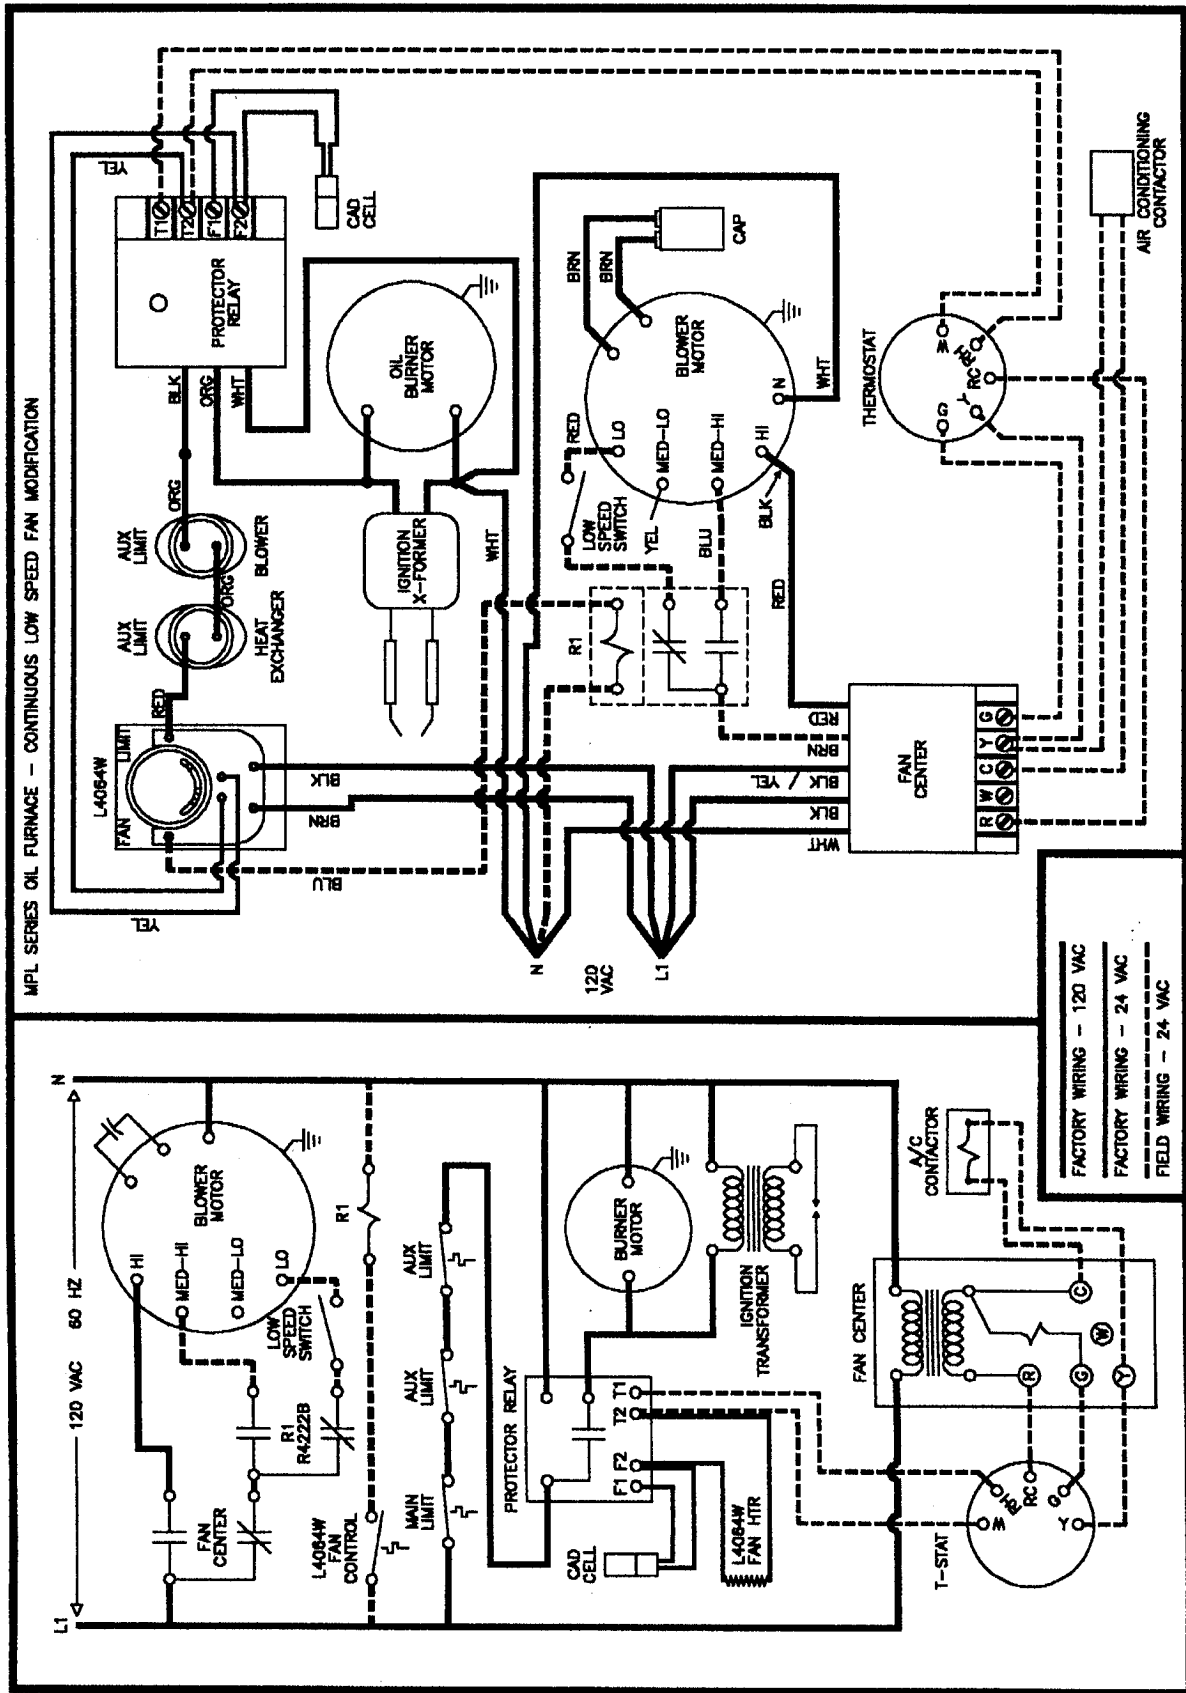 MPL SERIES OIL FURNACE – CONTINUOUS LOW SPEED FAN MODIFICATION
L1
120 VAC
60 HZ
N
HI
MED–HI
MED–LO
LO
BLOWER
MOTOR
LOW
SPEED
SWITCH
FAN
CENTER
R1
R4222B
L4064W
FAN
CONTROL
R1
MAIN
LIMIT
AUX
LIMIT
AUX
LIMIT
PROTECTOR RELAY
F1
F2
T2
T1
CAD
CELL
L4064W
FAN HTR
BURNER
MOTOR
IGNITION
TRANSFORMER
FAN CENTER
R
G
Y
W
C
A/C
CONTACTOR
T–STAT
W
RH
RC
G
Y
YEL
YEL
L4064W
FAN
LIMIT
RED
BLU
BRN
BLK
AUX
LIMIT
HEAT
EXCHANGER
ORG
AUX
LIMIT
BLOWER
ORG
BLK
ORG
WHT
PROTECTOR
RELAY
T1
T2
F1
F2
CAD
CELL
OIL
BURNER
MOTOR
IGNITION
X–FORMER
WHT
N
120
VAC
L1
R1
LOW
SPEED
SWITCH
RED
YEL
BLU
BLK
RED
LO
MED–LO
MED–HI
HI
N
BLOWER
MOTOR
BRN
BRN
CAP
WHT
WHT
BLK
BLK
YEL
BRN
RED
FAN
CENTER
R
W
C
Y
G
THERMOSTAT
G
Y
RC
RH
W
AIR CONDITIONING
CONTACTOR
FACTORY WIRING – 120 VAC
FACTORY WIRING – 24 VAC
FIELD WIRING – 24 VAC